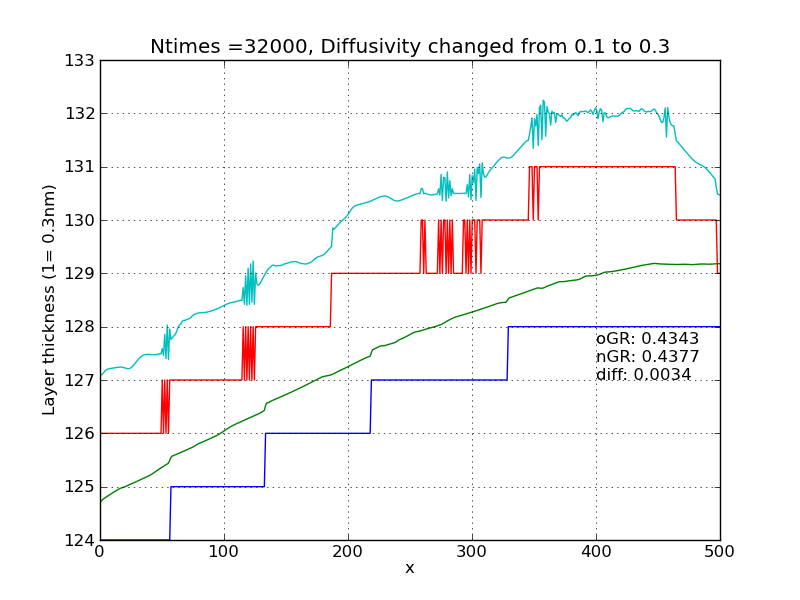 Ntimes =32000, Diffusivity changed from 0.1 to 0.3
133
132
131
130
129
128
127
126
125
124
Layer thickness (1= 0.3nm)
oGR: 0.4343
nGR: 0.4377
diff: 0.0034
0 100 200 300 400 500
x